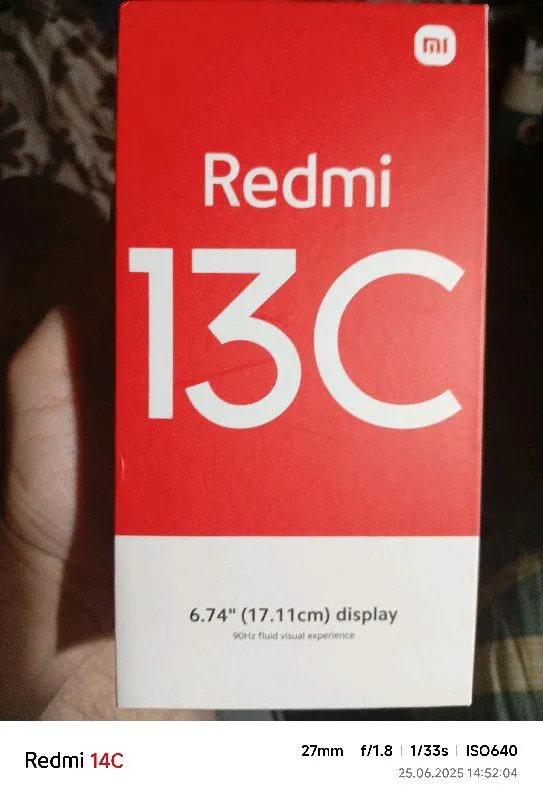 mi
Redmi
13C
6.74" (17.11cm) display
90Hz fluid visual experience
Redmi 14C
27mm f/1.8 | 1/33s | ISO640
25.06.2025 14:52:04